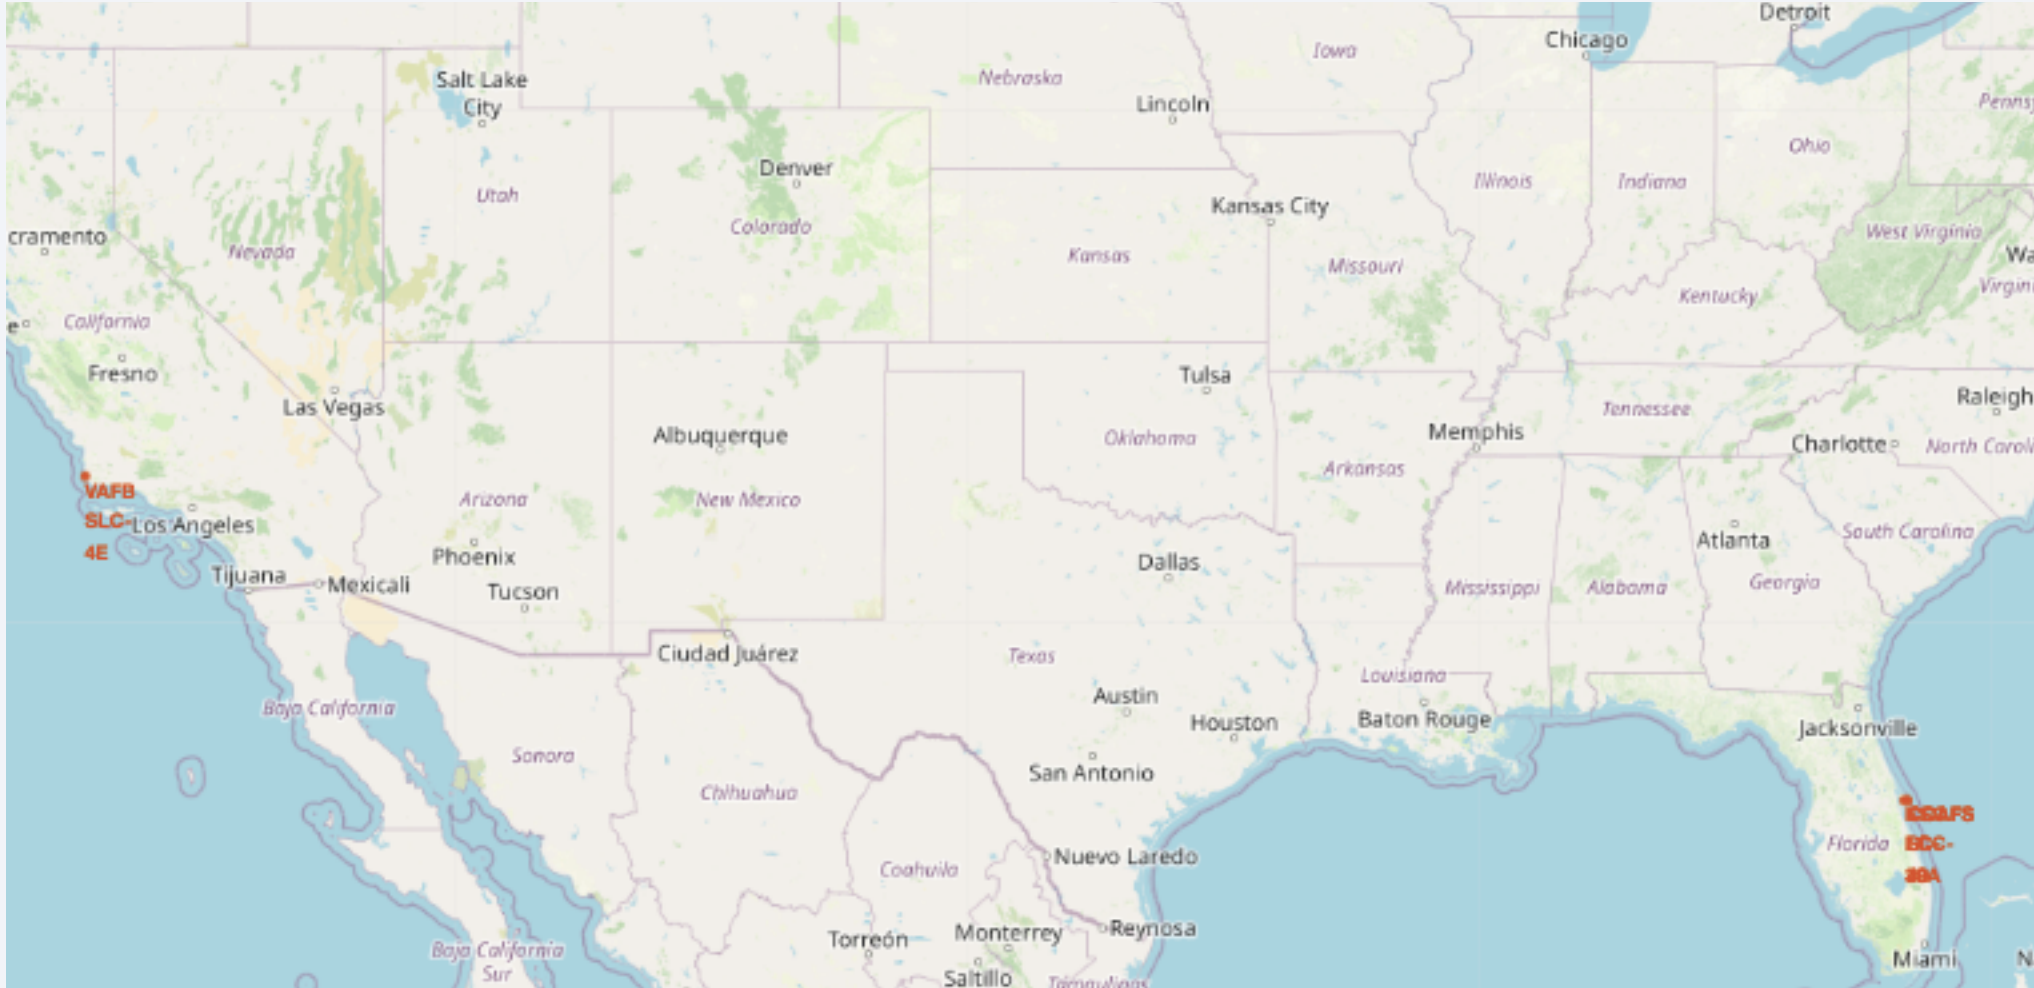 Detroit
Chicago
Iowa
Salt Lake
City
Nebraska
Lincoln
Ohio
Denver
Utah
Illinois
Indiana
Kansas City
Colorado
West Virginia
cramento
Nevada
Kansas
Missouri
Kentucky
California
Fresno
Las Vegas
Tulsa
Raleigh
Tennessee
Albuquerque
Oklahoma
Memphis
Charlotte
Arkansas
VAFB
SLC-
4E
Los Angeles
Arizona
New Mexico
Phoenix
Atlanta
South Carolina
Dallas
Tijuana
Mexicali
Tucson
Mississippi
Alabama
Georgia
Ciudad Juárez
Texas
Louisiana
Baja California
Austin
Houston
Baton Rouge
Jacksonville
Sonora
San Antonio
Chihuahua
Florida
Nuevo Laredo
Coahuila
Torreón
Monterrey
Reynosa
Baja California
Sur
Saltillo
Miami